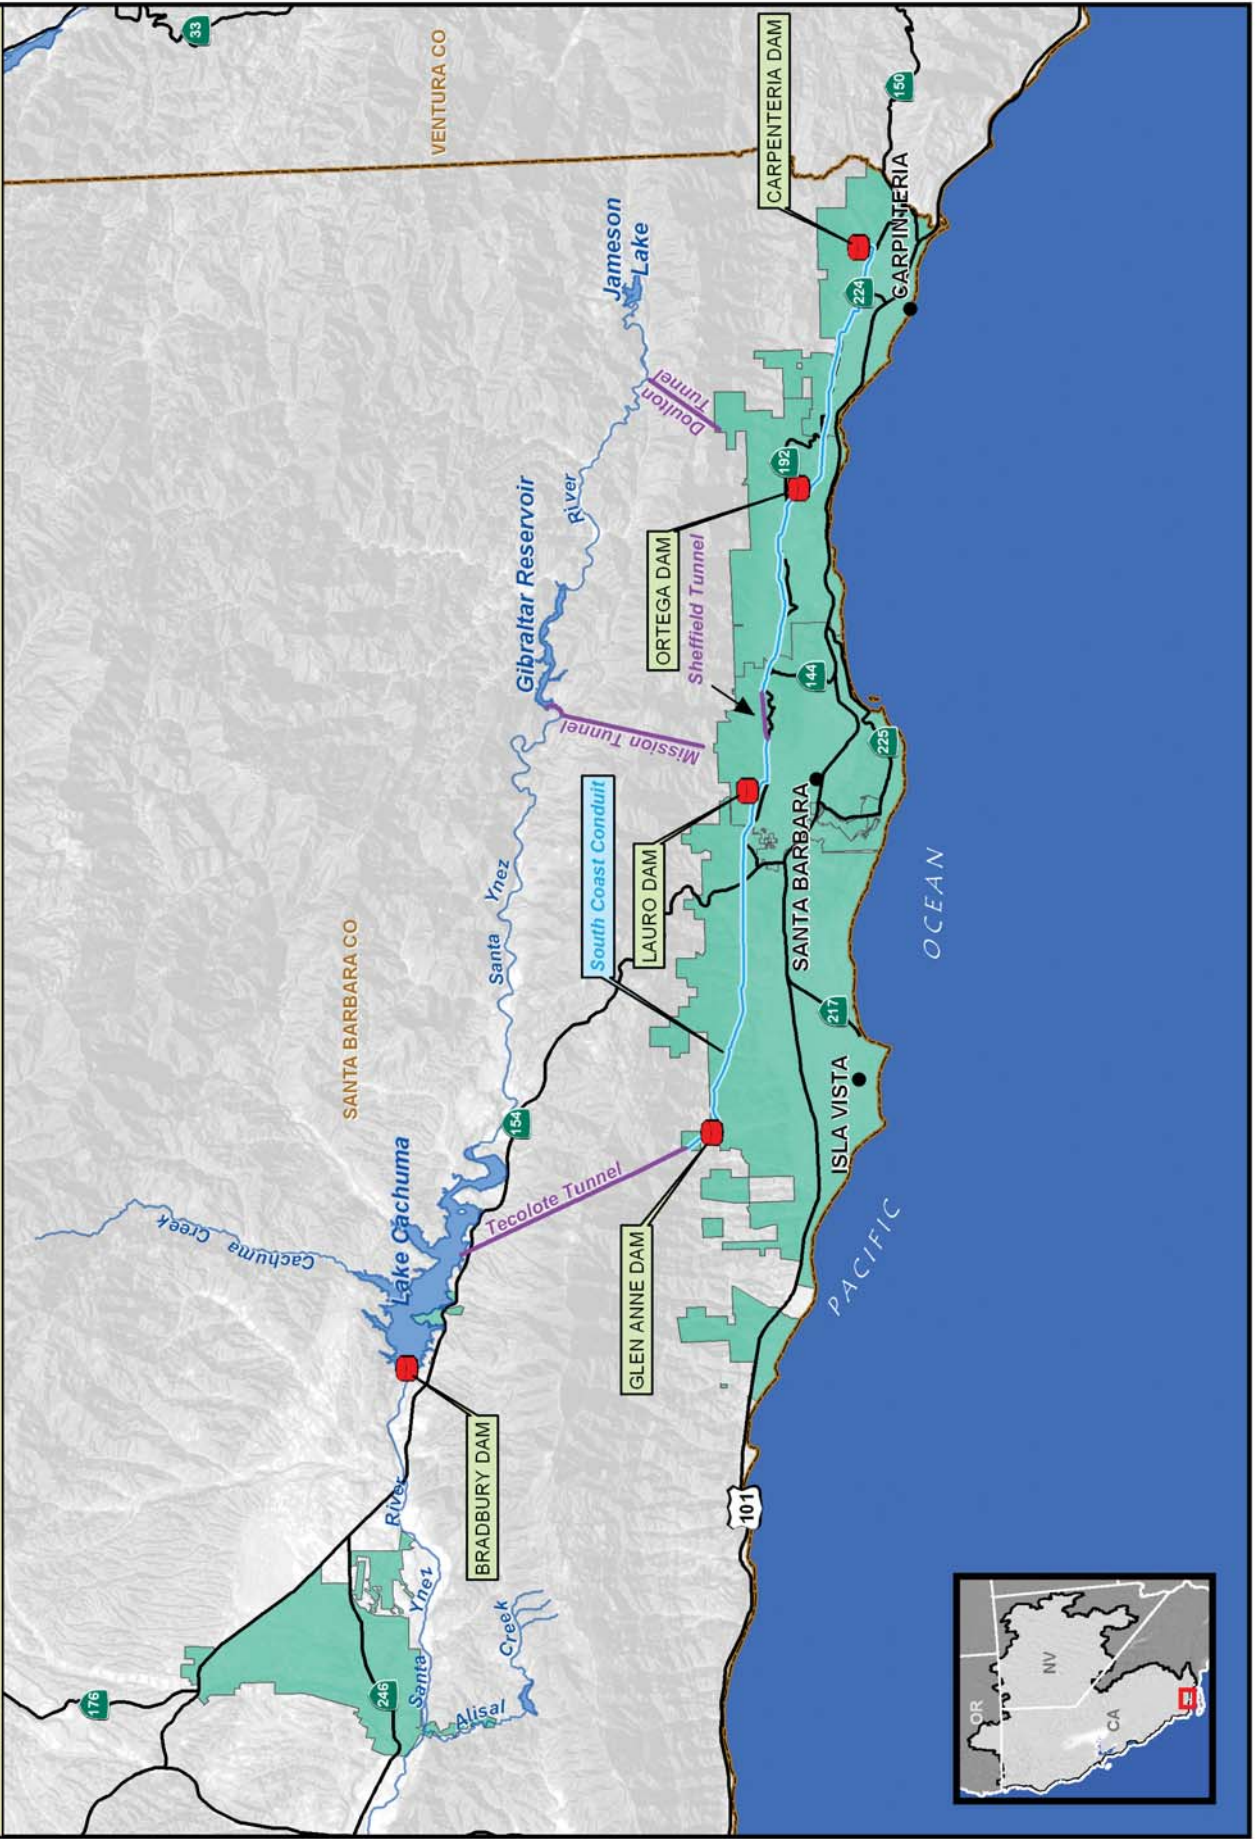 176
33
Cachuma Creek
SANTA BARBARA CO
VENTURA CO
246
River
Lake Cachuma
Santa Ynez
BRADBURY DAM
Alisal Creek
Santa Ynez
River
154
Gibraltar Reservoir
Jameson
Lake
Tecolote Tunnel
Mission Tunnel
Doulton
Tunnel
South Coast Conduit
GLEN ANNE DAM
LAURO DAM
ORTEGA DAM
Sheffield Tunnel
CARPENTERIA DAM
101
192
144
224
150
SANTA BARBARA
217
ISLA VISTA
225
CARPINTERIA
PACIFIC
OCEAN
OR
NV
CA